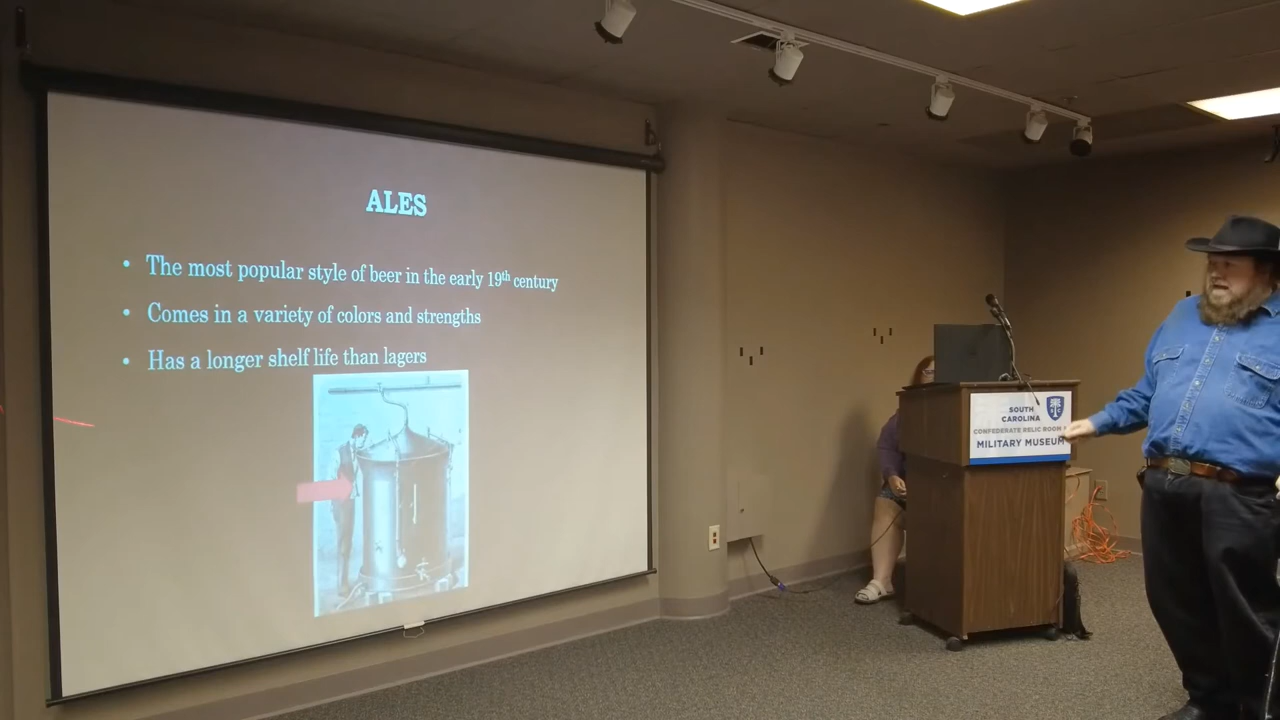 ALES
• The most popular style of beer in the early 19th century
• Comes in a variety of colors and strengths
• Has a longer shelf life than lagers
SOUTH
CAROLINA
CONFEDERATE RELIC ROOM
MILITARY MUSEUM